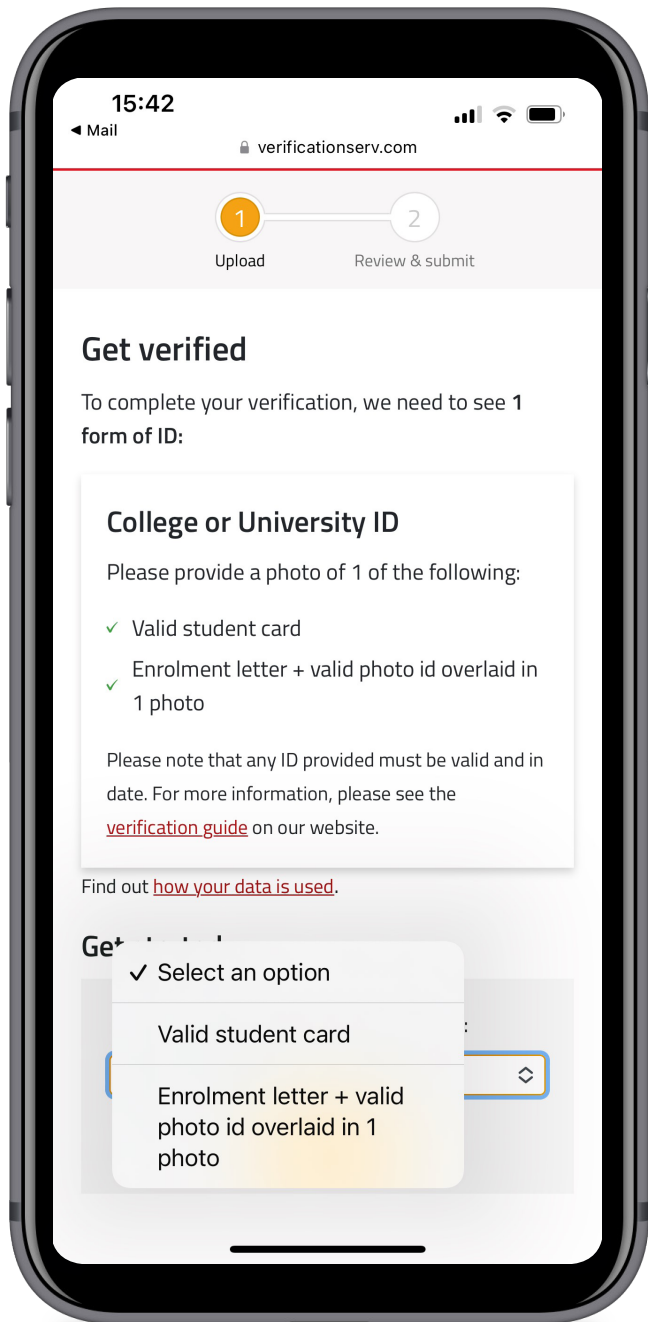 15:42
◀ Mail
verificationserv.com
1
2
Upload
Review & submit
Get verified
To complete your verification, we need to see 1
form of ID:
College or University ID
Please provide a photo of 1 of the following:
Valid student card
Enrolment letter + valid photo id overlaid in
1 photo
Please note that any ID provided must be valid and in
date. For more information, please see the
verification guide on our website.
Find out how your data is used.
✓ Select an option
Valid student card
Enrolment letter + valid
photo id overlaid in 1
photo